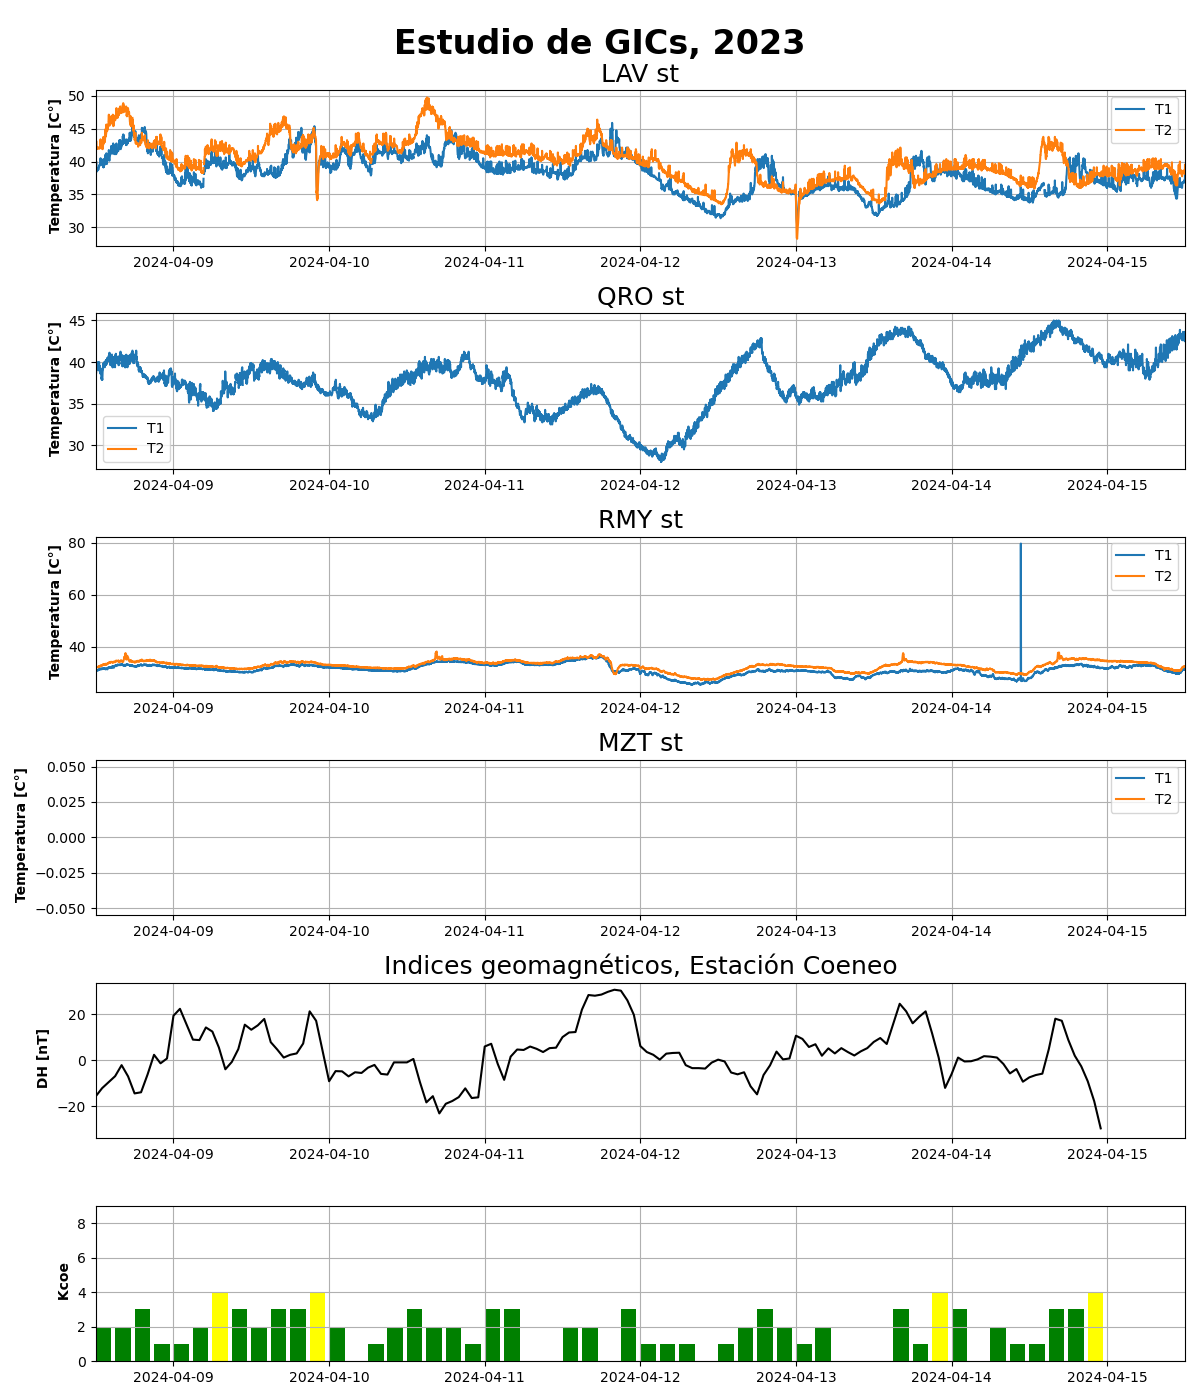 Estudio de GICs, 2023
LAV st
Temperatura [C°]
50
45
40
35
30
T1
T2
2024-04-09 2024-04-10 2024-04-11 2024-04-12 2024-04-13 2024-04-14 2024-04-15
QRO st
Temperatura [C°]
45
40
35
30
T1
T2
2024-04-09 2024-04-10 2024-04-11 2024-04-12 2024-04-13 2024-04-14 2024-04-15
RMY st
Temperatura [C°]
80
60
40
T1
T2
2024-04-09 2024-04-10 2024-04-11 2024-04-12 2024-04-13 2024-04-14 2024-04-15
MZT st
Temperatura [C°]
0.050
0.025
0.000
−0.025
−0.050
T1
T2
2024-04-09 2024-04-10 2024-04-11 2024-04-12 2024-04-13 2024-04-14 2024-04-15
Indices geomagnéticos, Estación Coeneo
DH [nT]
20
0
−20
2024-04-09 2024-04-10 2024-04-11 2024-04-12 2024-04-13 2024-04-14 2024-04-15
Kcoe
8
6
4
2
0
2024-04-09 2024-04-10 2024-04-11 2024-04-12 2024-04-13 2024-04-14 2024-04-15